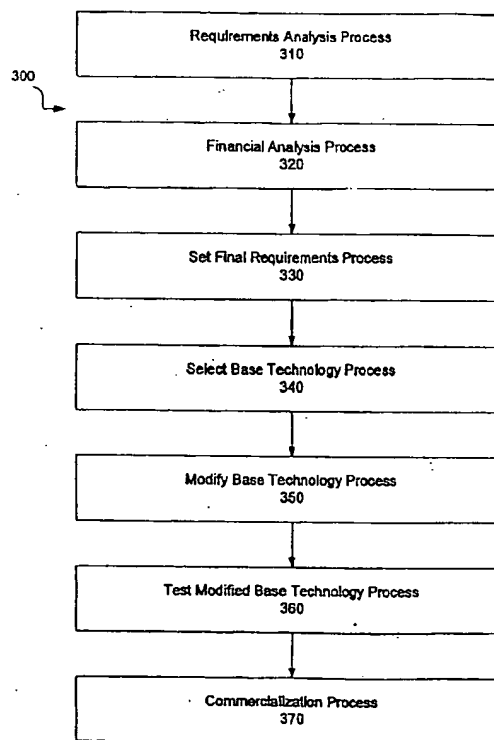 Requirements Analysis Process
310
300
Financial Analysis Process
320
Set Final Requirements Process
330
Select Base Technology Process
340
Modify Base Technology Process
350
Test Modified Base Technology Process
360
Commercialization Process
370